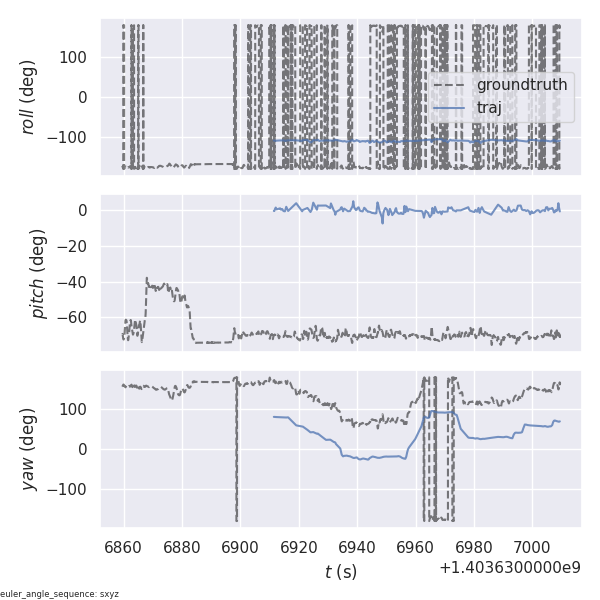 100
0
−100
roll (deg)
groundtruth
traj
0
−20
−40
−60
pitch (deg)
100
0
−100
yaw (deg)
6860 6880 6900 6920 6940 6960 6980 7000
t (s)
+1.4036300000e9
euler_angle_sequence: sxyz